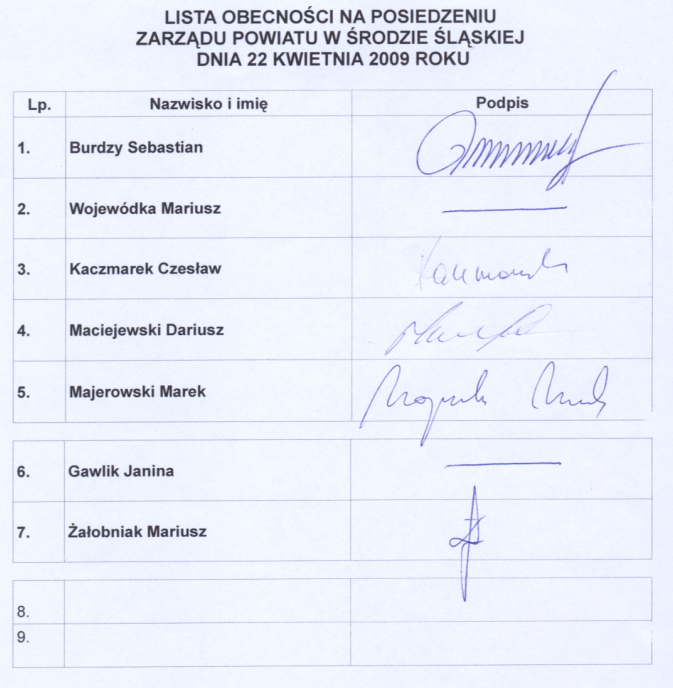 LISTA OBECNOŚCI NA POSIEDZENIU
ZARZĄDU POWIATU W ŚRODZIE ŚLĄSKIEJ
DNIA 22 KWIETNIA 2009 ROKU
Lp. Nazwisko i imię Podpis
1. Burdzy Sebastian
2. Wojewódka Mariusz
3. Kaczmarek Czesław
4. Maciejewski Dariusz
5. Majerowski Marek
6. Gawlik Janina
7. Żałobniak Mariusz
8.
9.